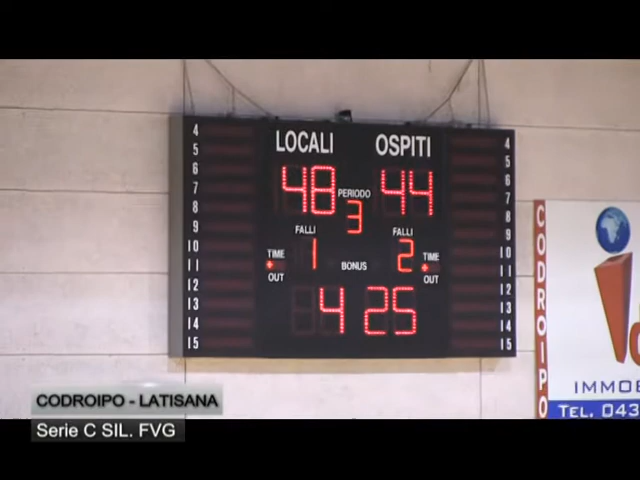 LOCALI OSPITI
48 PERIODO 44
3
FALLI FALLI
TIME 1 BONUS 2 TIME
OUT OUT
4 25
4 4
5 5
6 6
7 7
8 8
9 9
10 10
11 11
12 12
13 13
14 14
15 15
CODROIPO
IMMOB
TEL. 043
CODROIPO - LATISANA
Serie C SIL. FVG